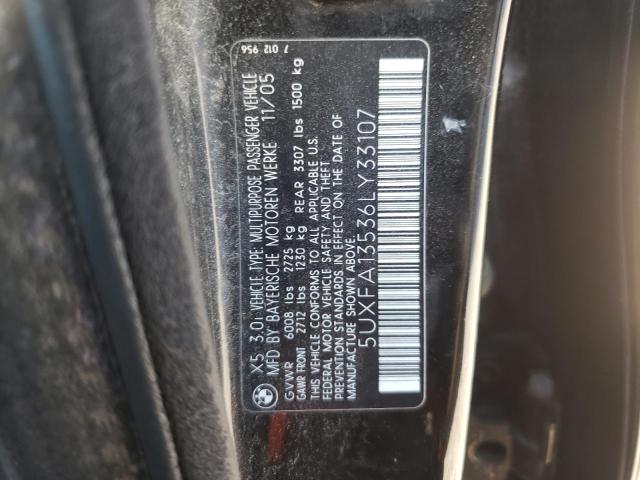 7 012 956
X5 3.0i VEHICLE TYPE: MULTIPURPOSE PASSENGER VEHICLE
MFD BY BAYERISCHE MOTOREN WERKE 11/05
GVWR 6008 lbs 2725 kg
GAWR FRONT 2712 lbs 1230 kg REAR 3307 lbs 1500 kg
THIS VEHICLE CONFORMS TO ALL APPLICABLE U.S.
FEDERAL MOTOR VEHICLE SAFETY AND THEFT
PREVENTION STANDARDS IN EFFECT ON THE DATE OF
MANUFACTURE SHOWN ABOVE.
5UXFA13536LY33107